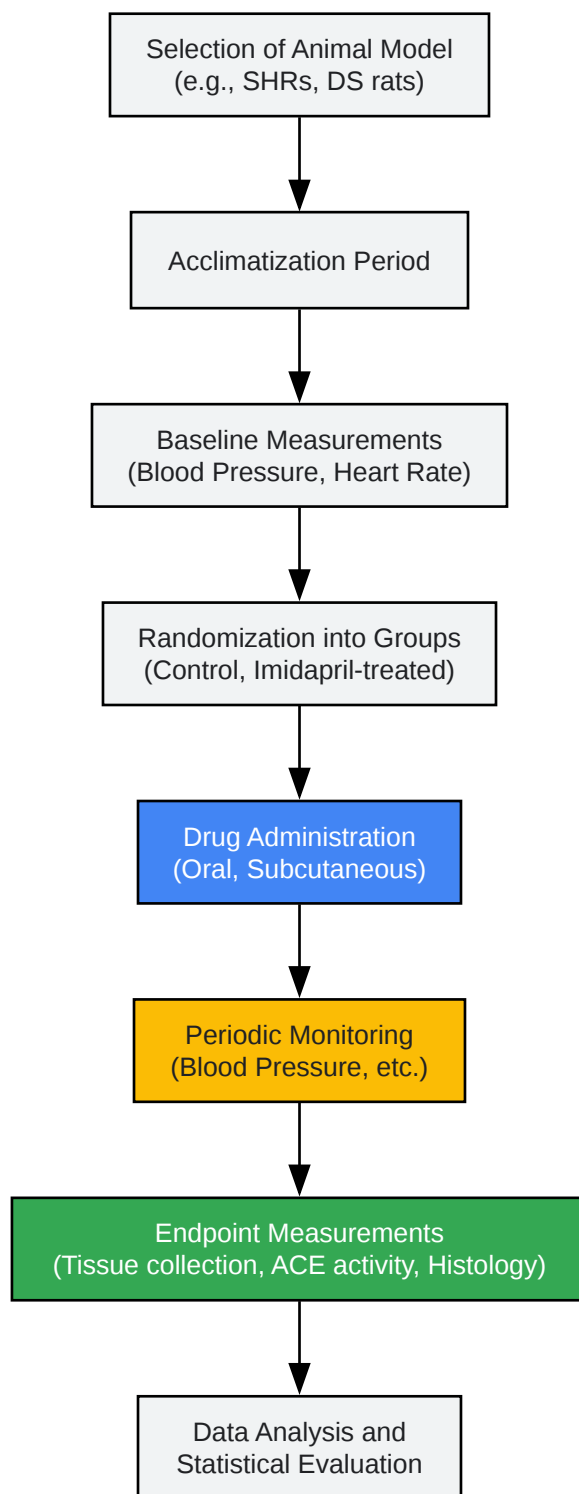 Selection of Animal Model
(e.g., SHRs, DS rats)
Acclimatization Period
Baseline Measurements
(Blood Pressure, Heart Rate)
Randomization into Groups
(Control, Imidapril-treated)
Drug Administration
(Oral, Subcutaneous)
Periodic Monitoring
(Blood Pressure, etc.)
Endpoint Measurements
(Tissue collection, ACE activity, Histology)
Data Analysis and
Statistical Evaluation